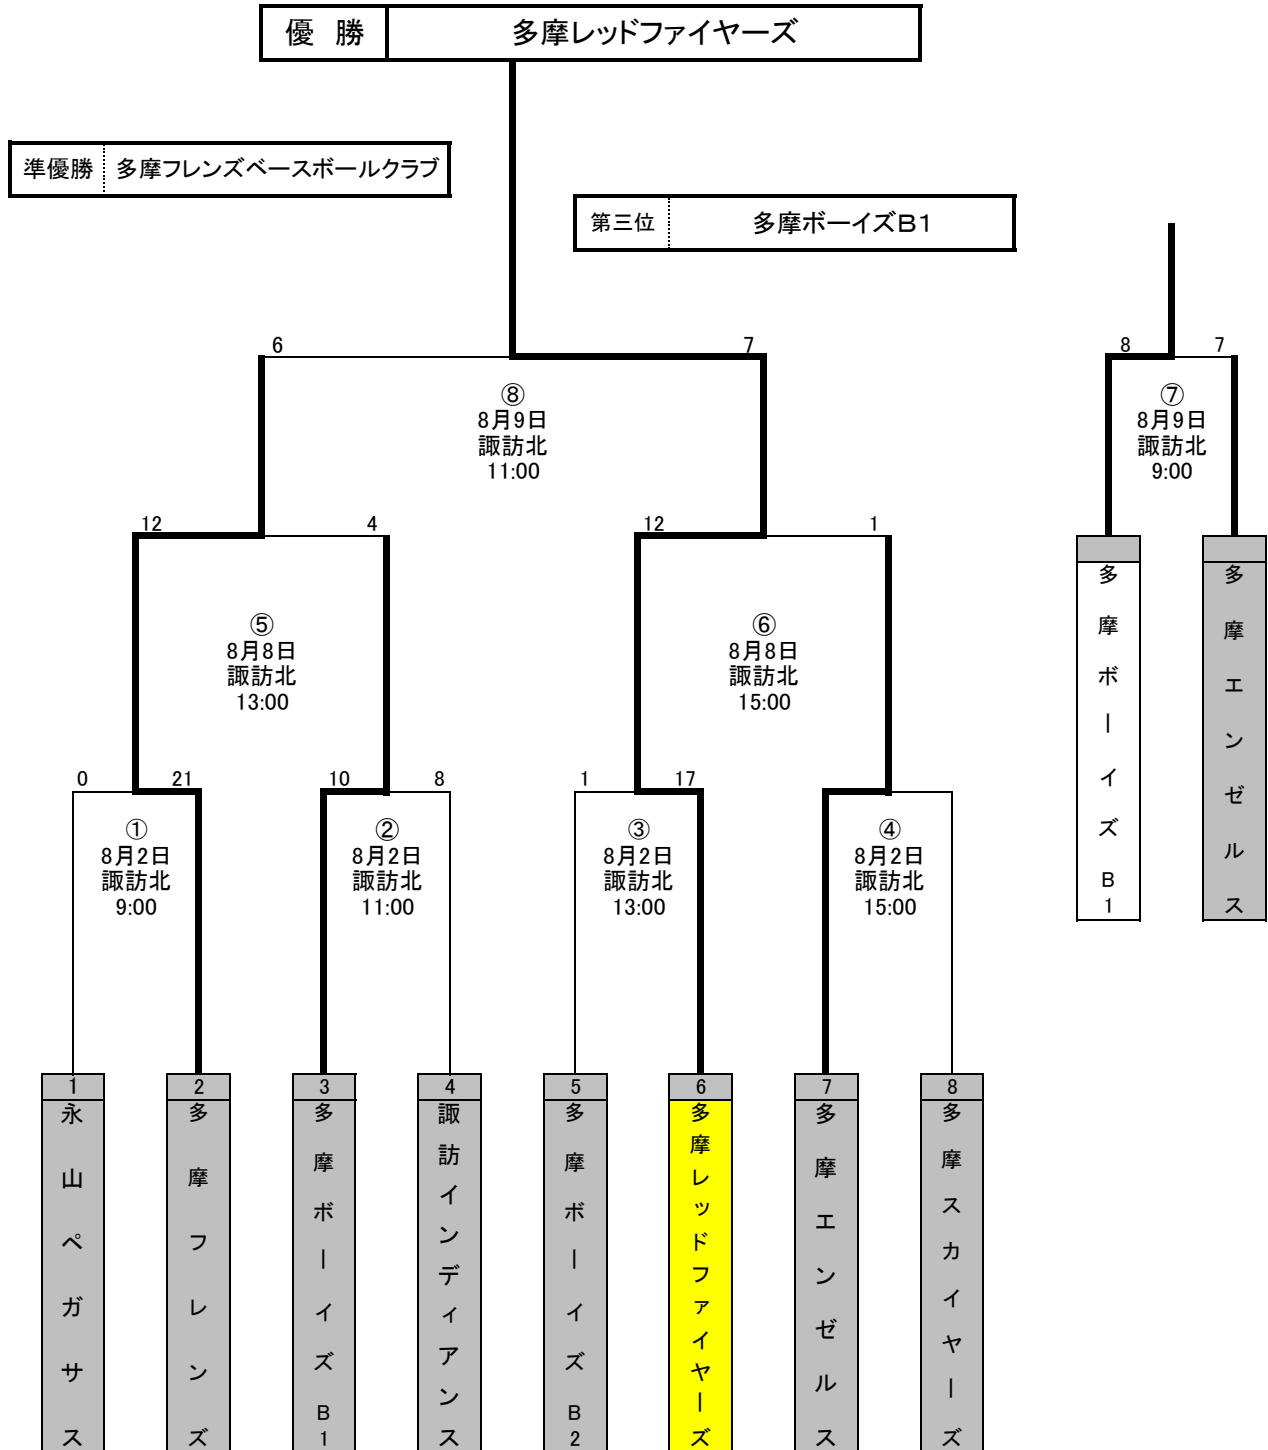 優 勝 多摩レッドファイヤーズ
準優勝 多摩フレンズベースボールクラブ
第三位 多摩ボーイズB1
6 7
8 7
⑧
8月9日
諏訪北
11:00
⑦
8月9日
諏訪北
9:00
12 4
12 1
⑤
8月8日
諏訪北
13:00
⑥
8月8日
諏訪北
15:00
多摩ボーイズB1
多摩エンゼルス
0 21
10 8
1 17
①
8月2日
諏訪北
9:00
②
8月2日
諏訪北
11:00
③
8月2日
諏訪北
13:00
④
8月2日
諏訪北
15:00
1
永山ペガサス
2
多摩フレンズ
3
多摩ボーイズB1
4
諏訪インディアンス
5
多摩ボーイズB2
6
多摩レッドファイヤーズ
7
多摩エンゼルス
8
多摩スカイヤーズ